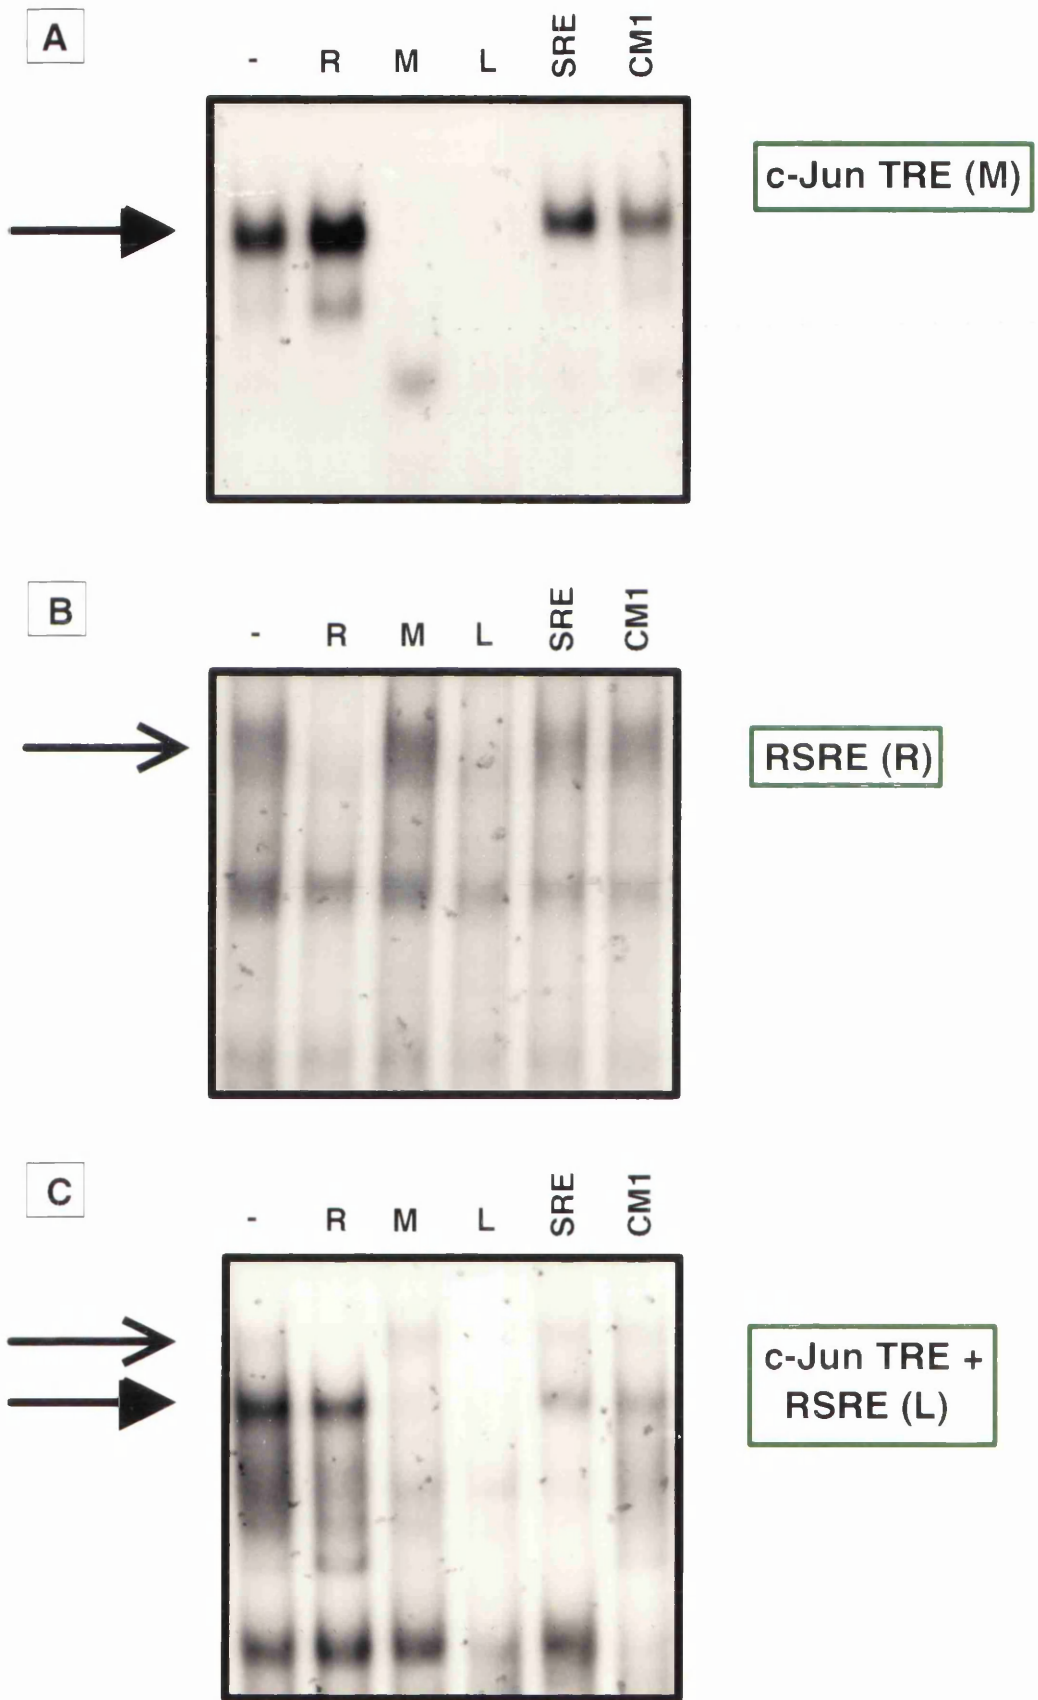 A
- R M L SRE CM1
c-Jun TRE (M)
B
- R M L SRE CM1
RSRE (R)
C
- R M L SRE CM1
c-Jun TRE +
RSRE (L)